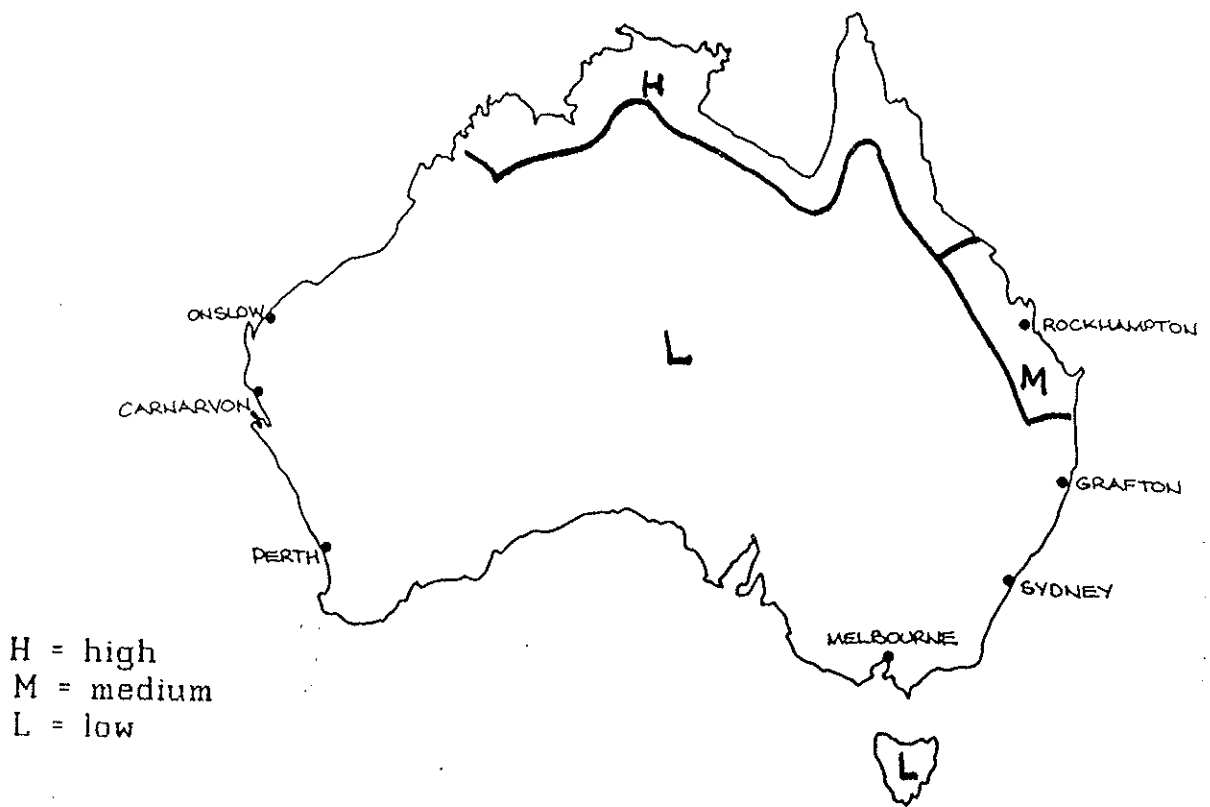 H
ONSLOW
ROCKHAMPTON
L
M
CARNARVON
GRAFTON
PERTH
SYDNEY
MELBOURNE
H = high
M = medium
L = low
L